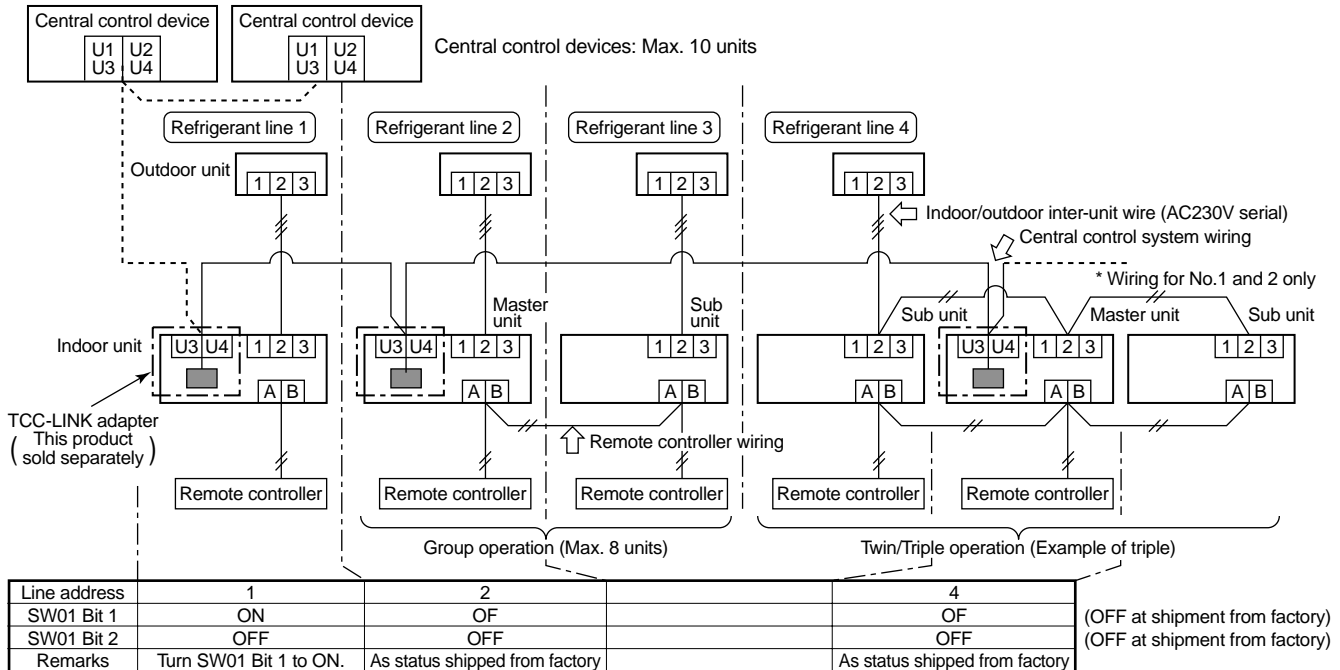 Central control device Central control device
U1 U2 U1 U2
U3 U4 U3 U4
Central control devices: Max. 10 units
Refrigerant line 1 Refrigerant line 2 Refrigerant line 3 Refrigerant line 4
Outdoor unit
1 2 3 1 2 3 1 2 3 1 2 3
Indoor/outdoor inter-unit wire (AC230V serial)
Central control system wiring
* Wiring for No.1 and 2 only
Master unit Sub unit Sub unit Master unit Sub unit
Indoor unit
U3 U4 1 2 3 U3 U4 1 2 3 1 2 3 1 2 3 U3 U4 1 2 3 1 2 3
A B A B A B A B A B A B
TCC-LINK adapter
( This product
sold separately )
Remote controller wiring
Remote controller Remote controller Remote controller Remote controller Remote controller
Group operation (Max. 8 units) Twin/Triple operation (Example of triple)
Line address 1 2 4
SW01 Bit 1 ON OF OF (OFF at shipment from factory)
SW01 Bit 2 OFF OFF OFF (OFF at shipment from factory)
Remarks Turn SW01 Bit 1 to ON. As status shipped from factory As status shipped from factory